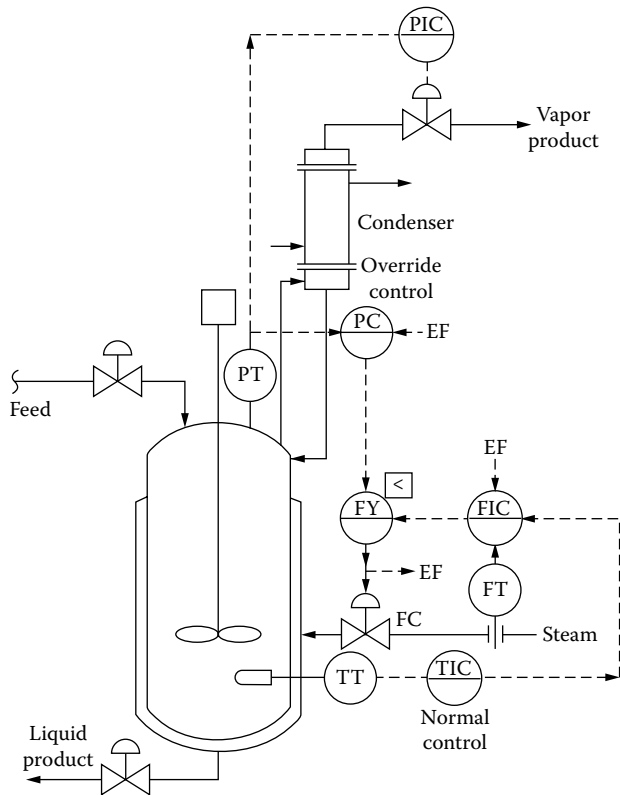 PIC
Vapor
product
Condenser
Override
control
PC
EF
PT
Feed
EF
<
FY
FIC
EF
FT
FC
Steam
TT
TIC
Normal
control
Liquid
product